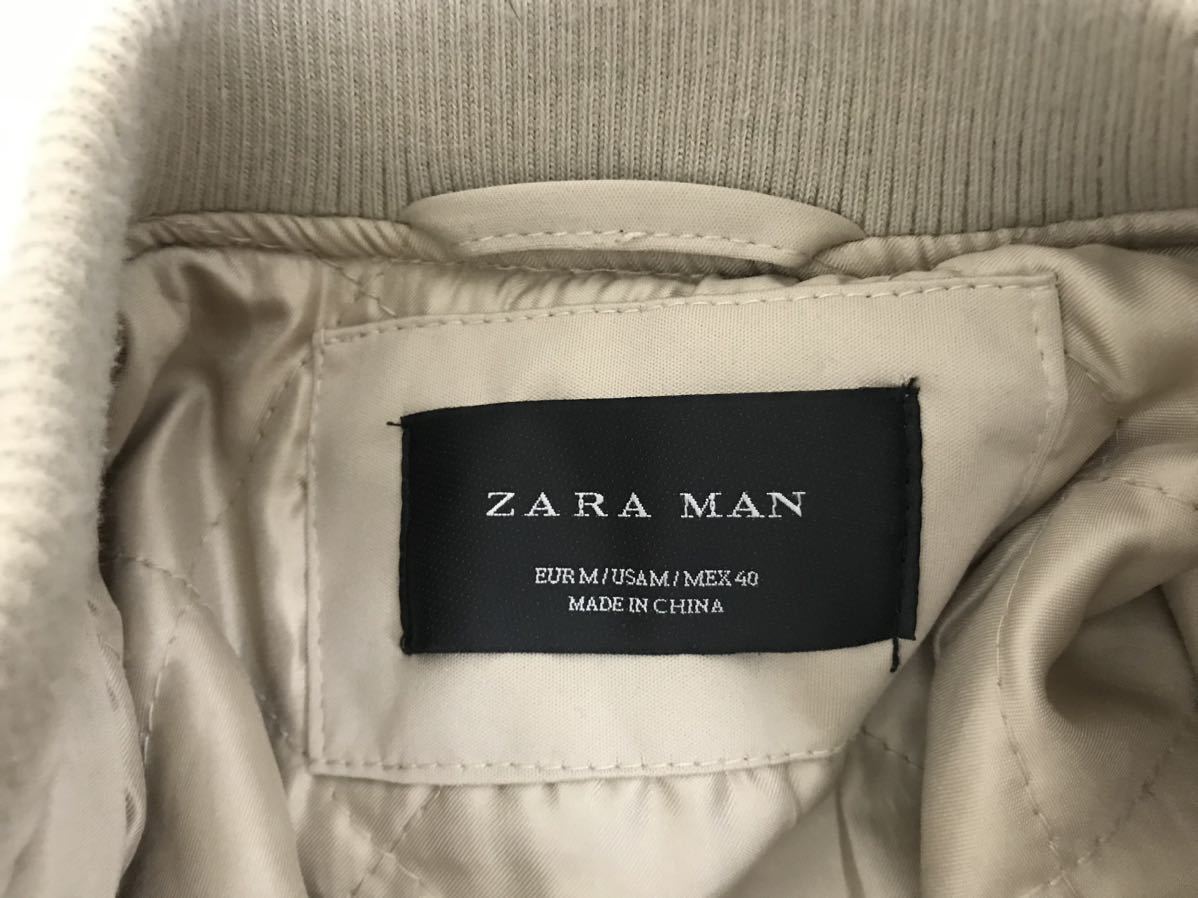 ZARA MAN
EUR M / USA M / MEX 40
MADE IN CHINA